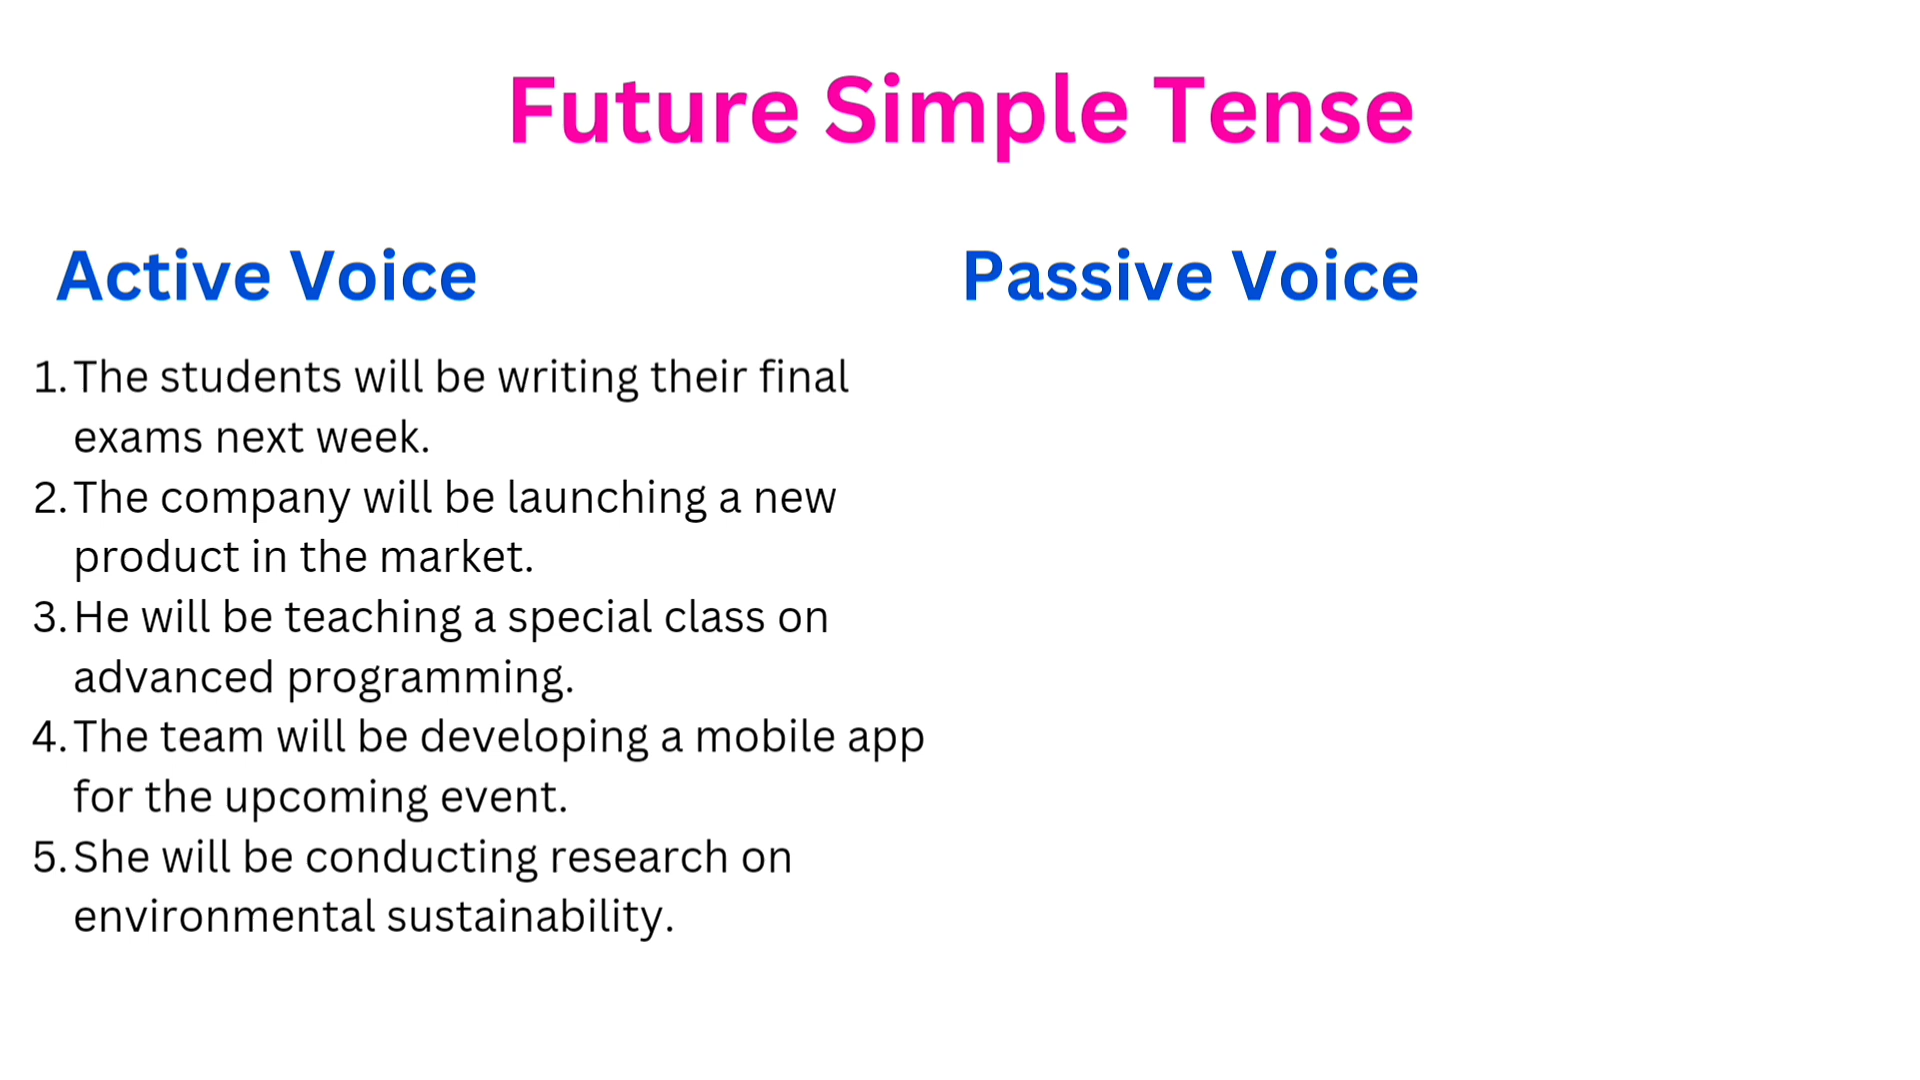 Future Simple Tense
Active Voice
Passive Voice
1. The students will be writing their final
exams next week.
2. The company will be launching a new
product in the market.
3. He will be teaching a special class on
advanced programming.
4. The team will be developing a mobile app
for the upcoming event.
5. She will be conducting research on
environmental sustainability.